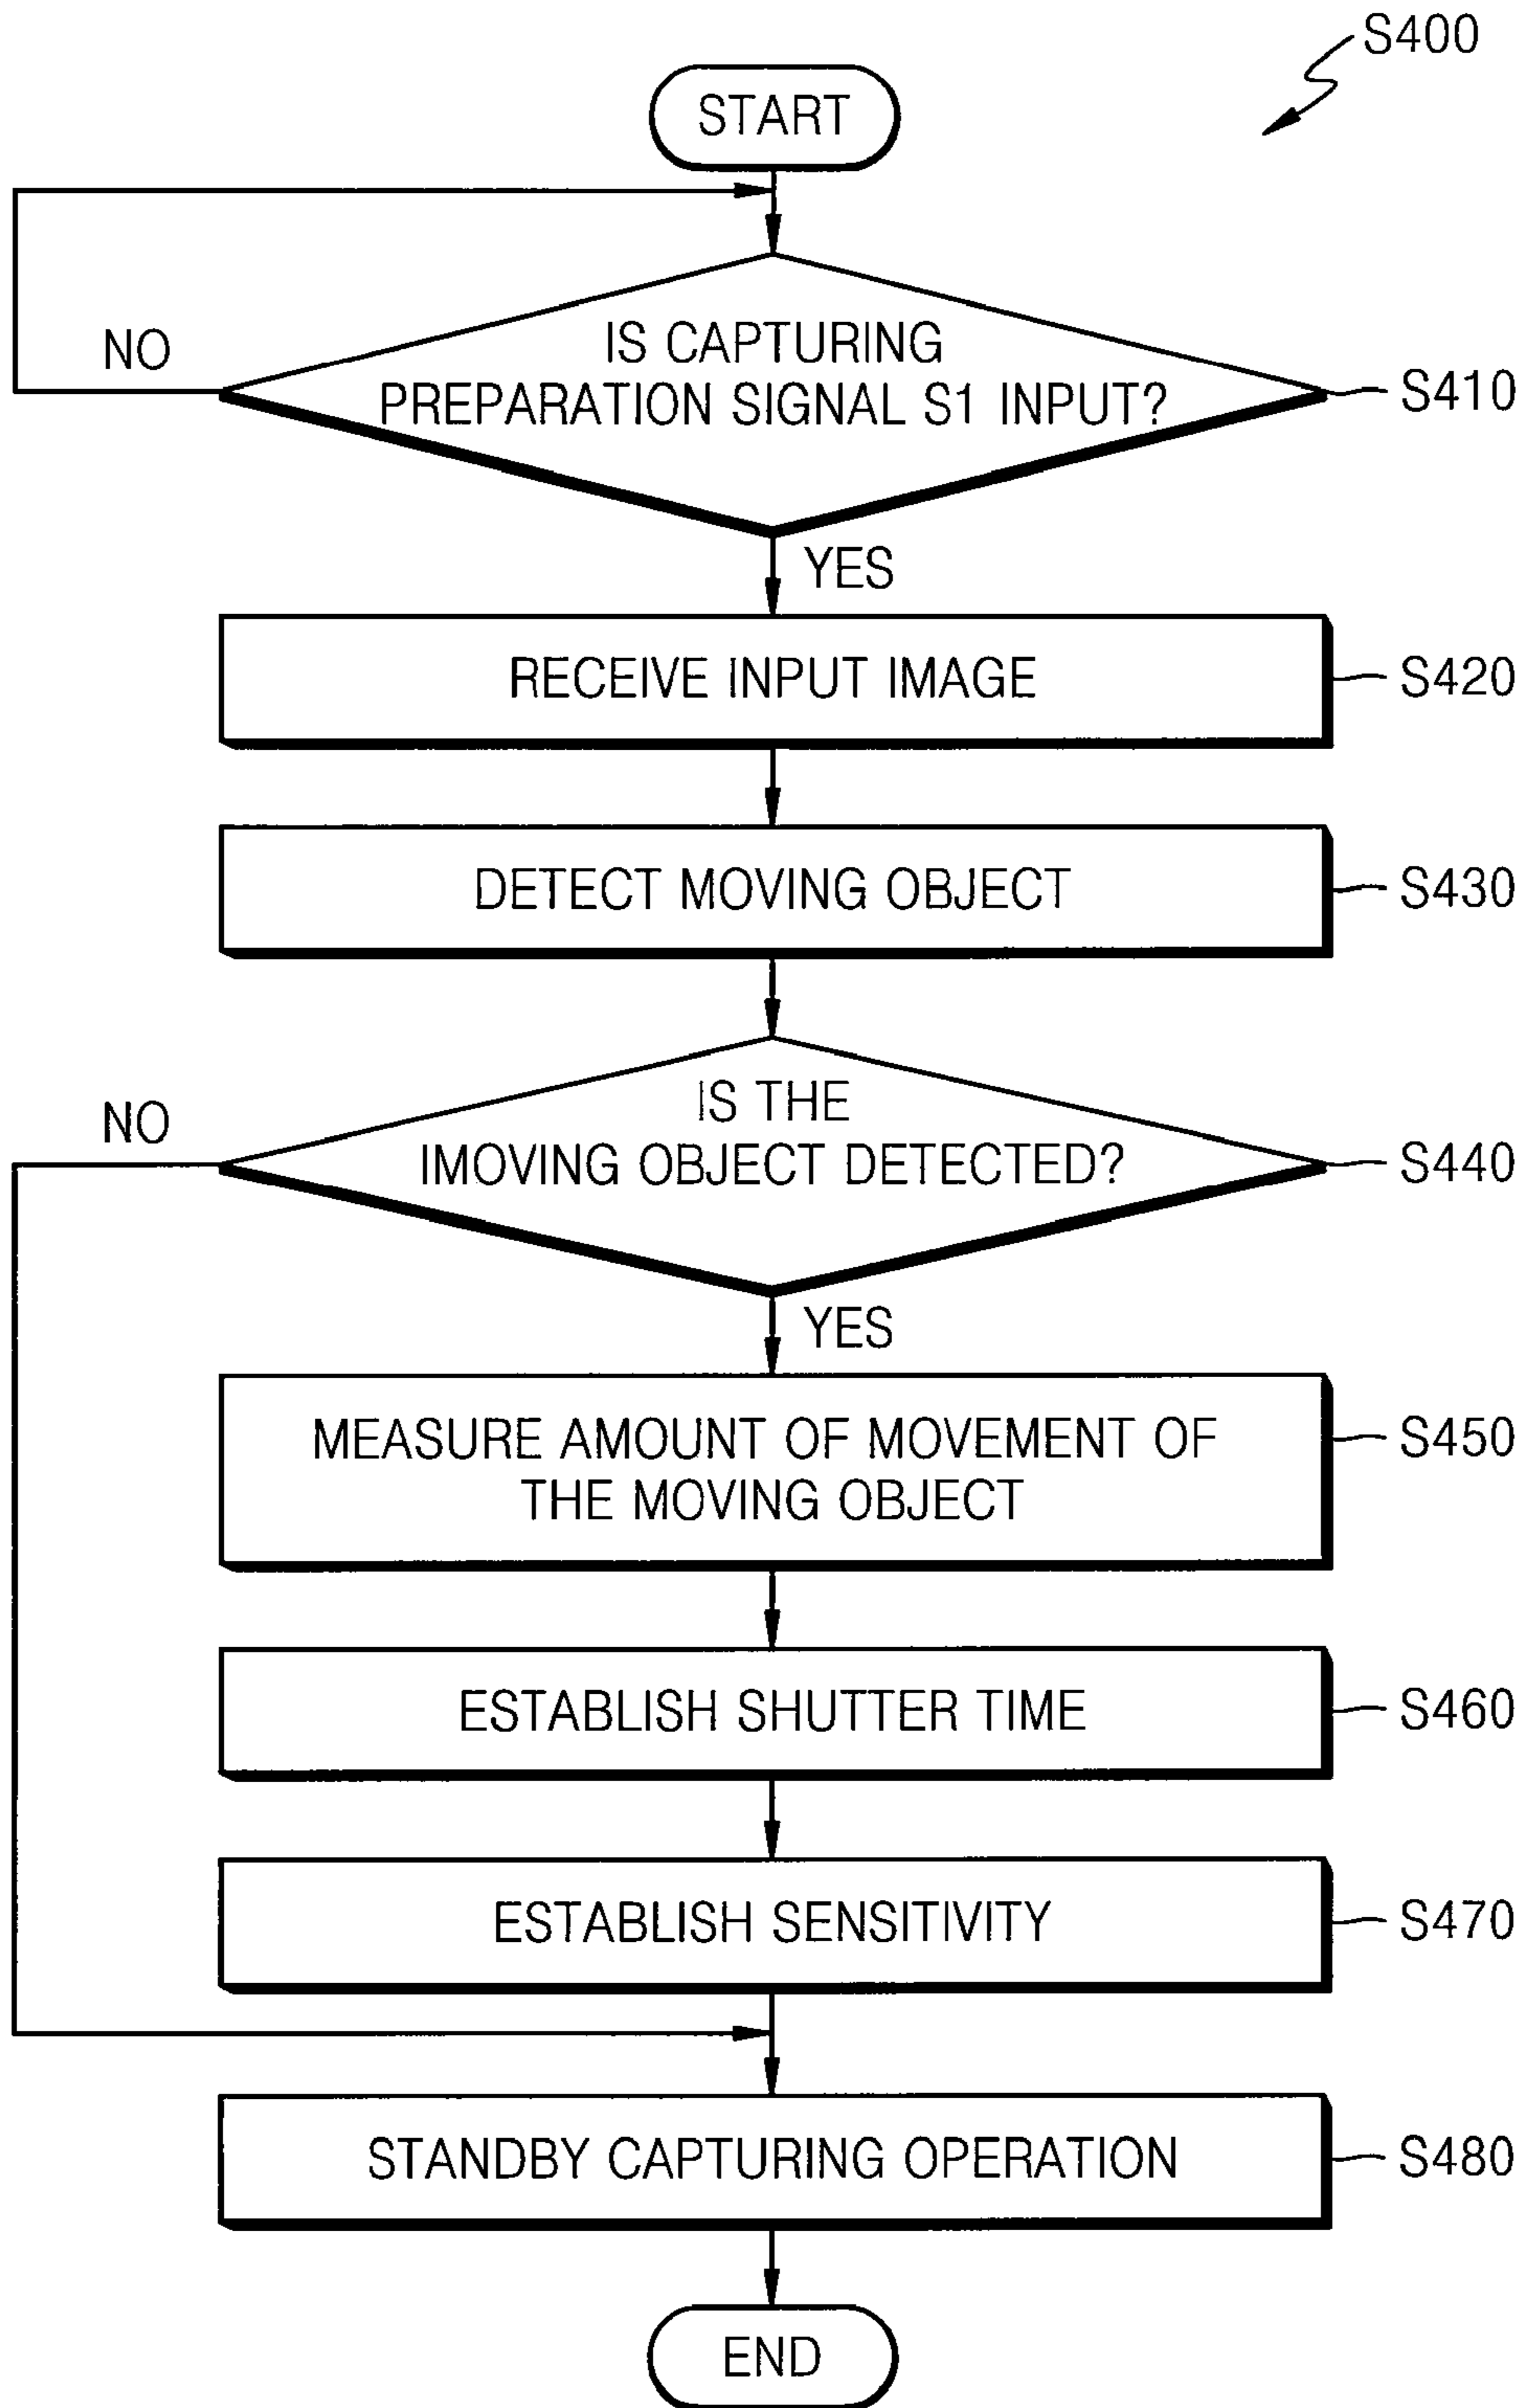 S400
START
NO
IS CAPTURING
PREPARATION SIGNAL S1 INPUT?
S410
YES
RECEIVE INPUT IMAGE
S420
DETECT MOVING OBJECT
S430
NO
IS THE
IMOVING OBJECT DETECTED?
S440
YES
MEASURE AMOUNT OF MOVEMENT OF
THE MOVING OBJECT
S450
ESTABLISH SHUTTER TIME
S460
ESTABLISH SENSITIVITY
S470
STANDBY CAPTURING OPERATION
S480
END